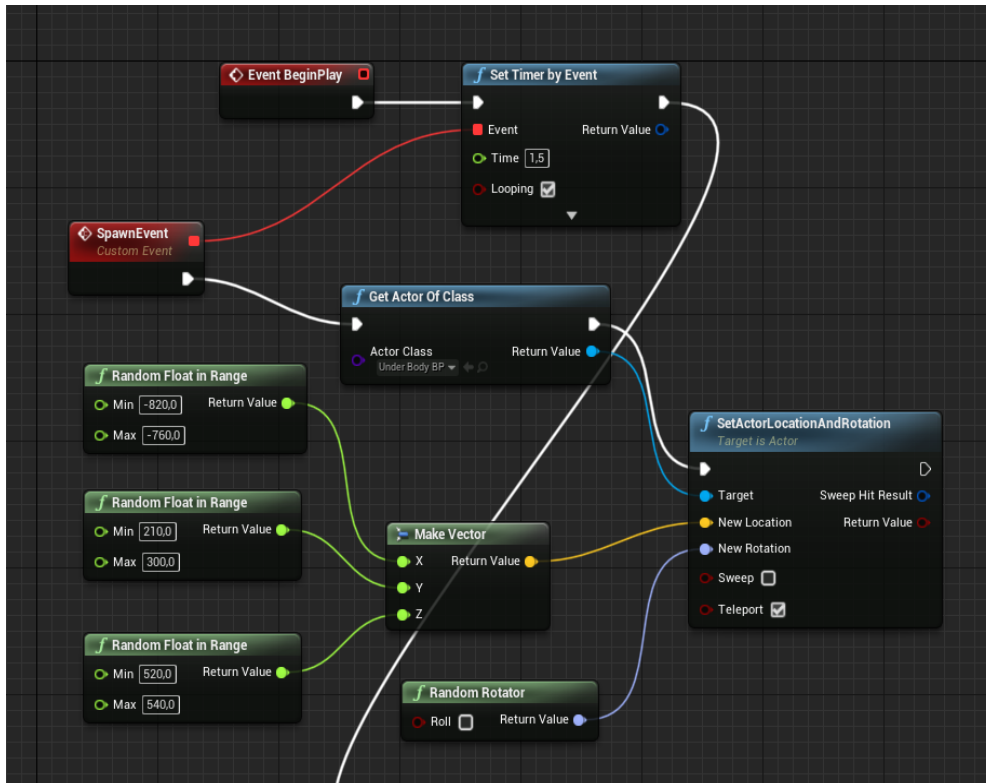 Event BeginPlay
Set Timer by Event
Event
Return Value
Time 1,5
Looping
SpawnEvent
Custom Event
Get Actor Of Class
Actor Class
Under Body BP
Return Value
Random Float in Range
Min -820,0
Return Value
Max -760,0
Random Float in Range
Min 210,0
Return Value
Max 300,0
Random Float in Range
Min 520,0
Return Value
Max 540,0
Make Vector
X
Return Value
Y
Z
Random Rotator
Roll
Return Value
SetActorLocationAndRotation
Target is Actor
Target
Sweep Hit Result
New Location
Return Value
New Rotation
Sweep
Teleport